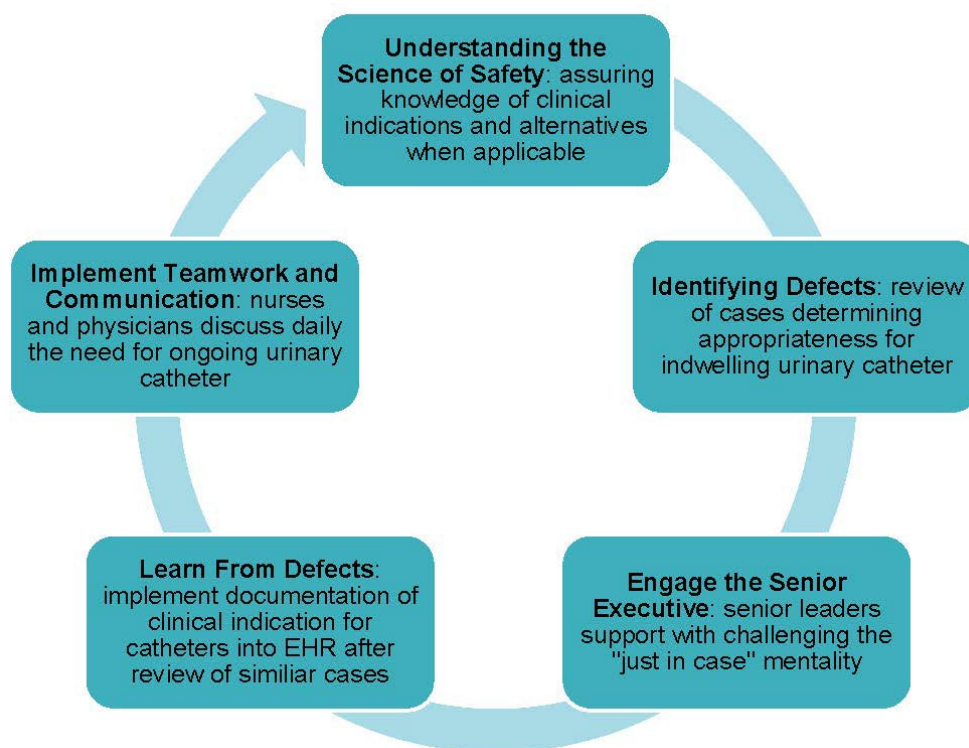 Understanding the
Science of Safety: assuring
knowledge of clinical
indications and alternatives
when applicable
Identifying Defects: review
of cases determining
appropriateness for
indwelling urinary catheter
Engage the Senior
Executive: senior leaders
support with challenging the
"just in case" mentality
Learn From Defects:
implement documentation of
clinical indication for
catheters into EHR after
review of similiar cases
Implement Teamwork and
Communication: nurses
and physicians discuss daily
the need for ongoing urinary
catheter